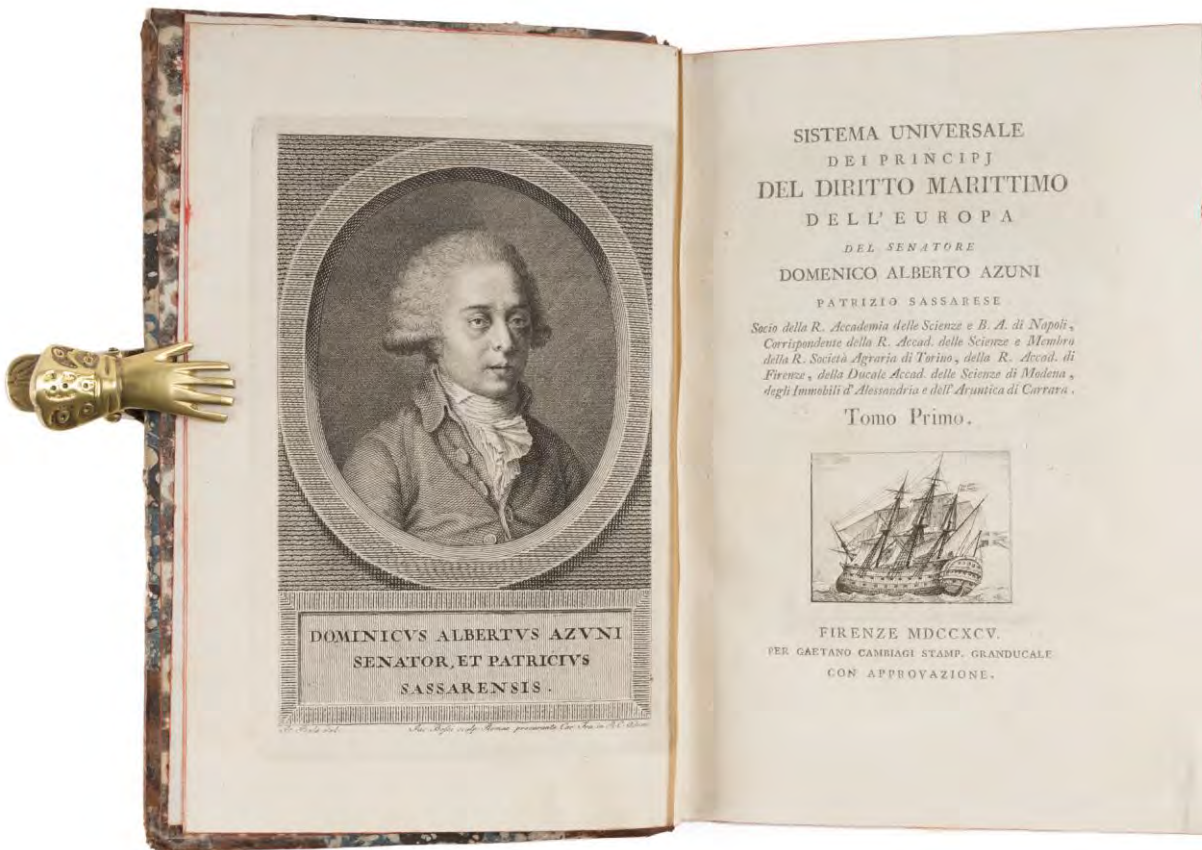 DOMINICVS ALBERTVS AZVNI
SENATOR, ET PATRICIVS
SASSARENSIS.
sculp. Romae
SISTEMA UNIVERSALE
DEI PRINCIPJ
DEL DIRITTO MARITTIMO
DELL'EUROPA
DEL SENATORE
DOMENICO ALBERTO AZUNI
PATRIZIO SASSARESE
Socio della R. Accademia delle Scienze e B. A. di Napoli,
Corrispondente della R. Accad. delle Scienze e Membro
della R. Società Agraria di Torino, della R. Accad. di
Firenze, della Ducale Accad. delle Scienze di Modena,
degli Immobili d'Alessandria e dell'Aruntica di Carrara.
Tomo Primo.
FIRENZE MDCCXCV.
PER GAETANO CAMBIAGI STAMP. GRANDUCALE
CON APPROVAZIONE.